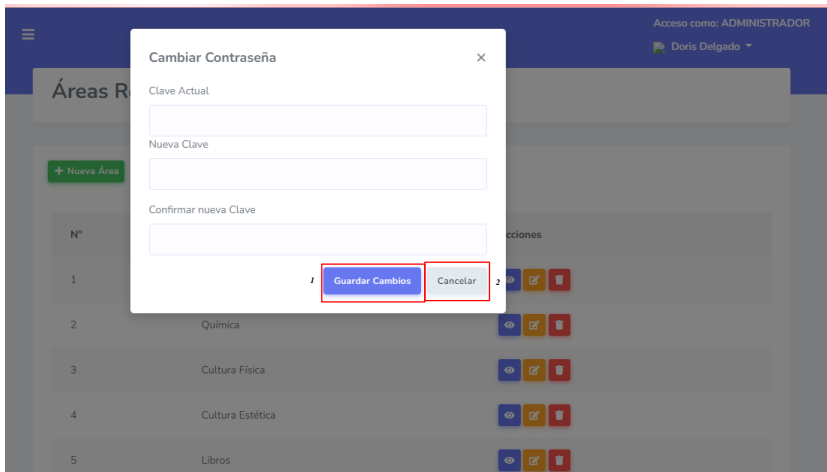 Acceso como: ADMINISTRADOR
Doris Delgado
Cambiar Contraseña
×
Áreas R
Clave Actual
Nueva Clave
+ Nueva Área
Confirmar nueva Clave
N°
cciones
1 Guardar Cambios Cancelar 2
1
2 Química
3 Cultura Física
4 Cultura Estética
5 Libros